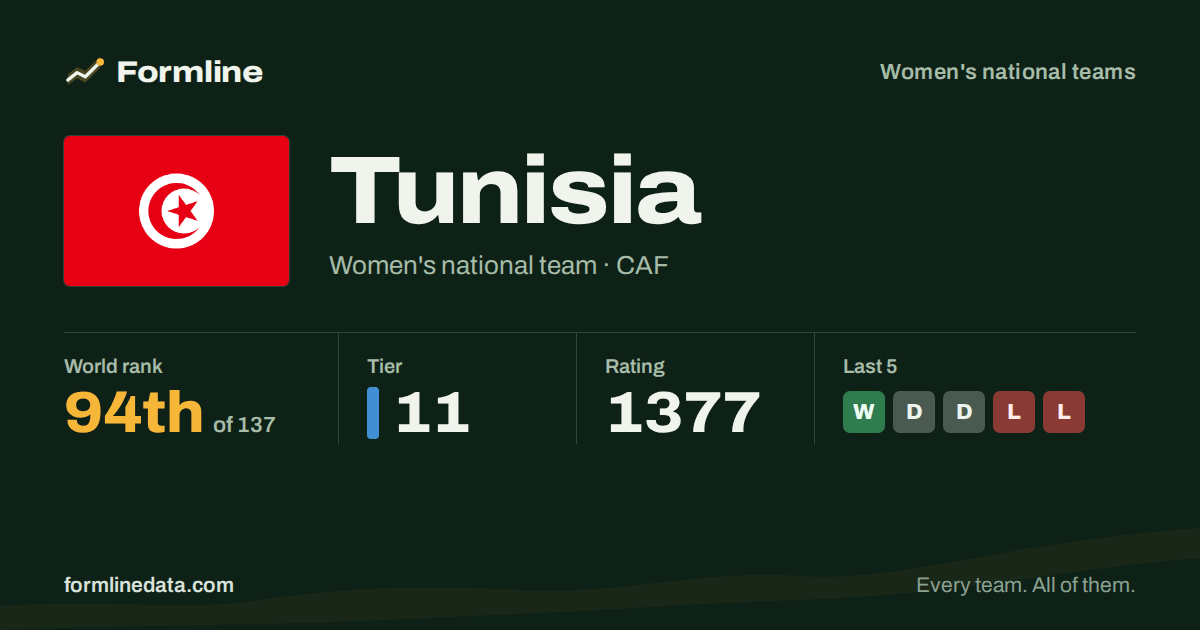 Formline
Women's national teams
Tunisia
Women's national team · CAF
World rank
94th of 137
Tier
11
Rating
1377
Last 5
W D D L L
formlinedata.com
Every team. All of them.